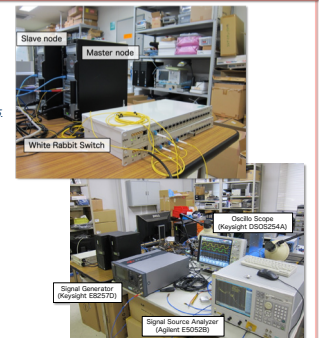 Slave node
Master node
White Rabbit Switch
Oscillo Scope
(Keysight DSOS254A)
Signal Generator
(Keysight E8257D)
Signal Source Analyzer
(Agilent E5052B)